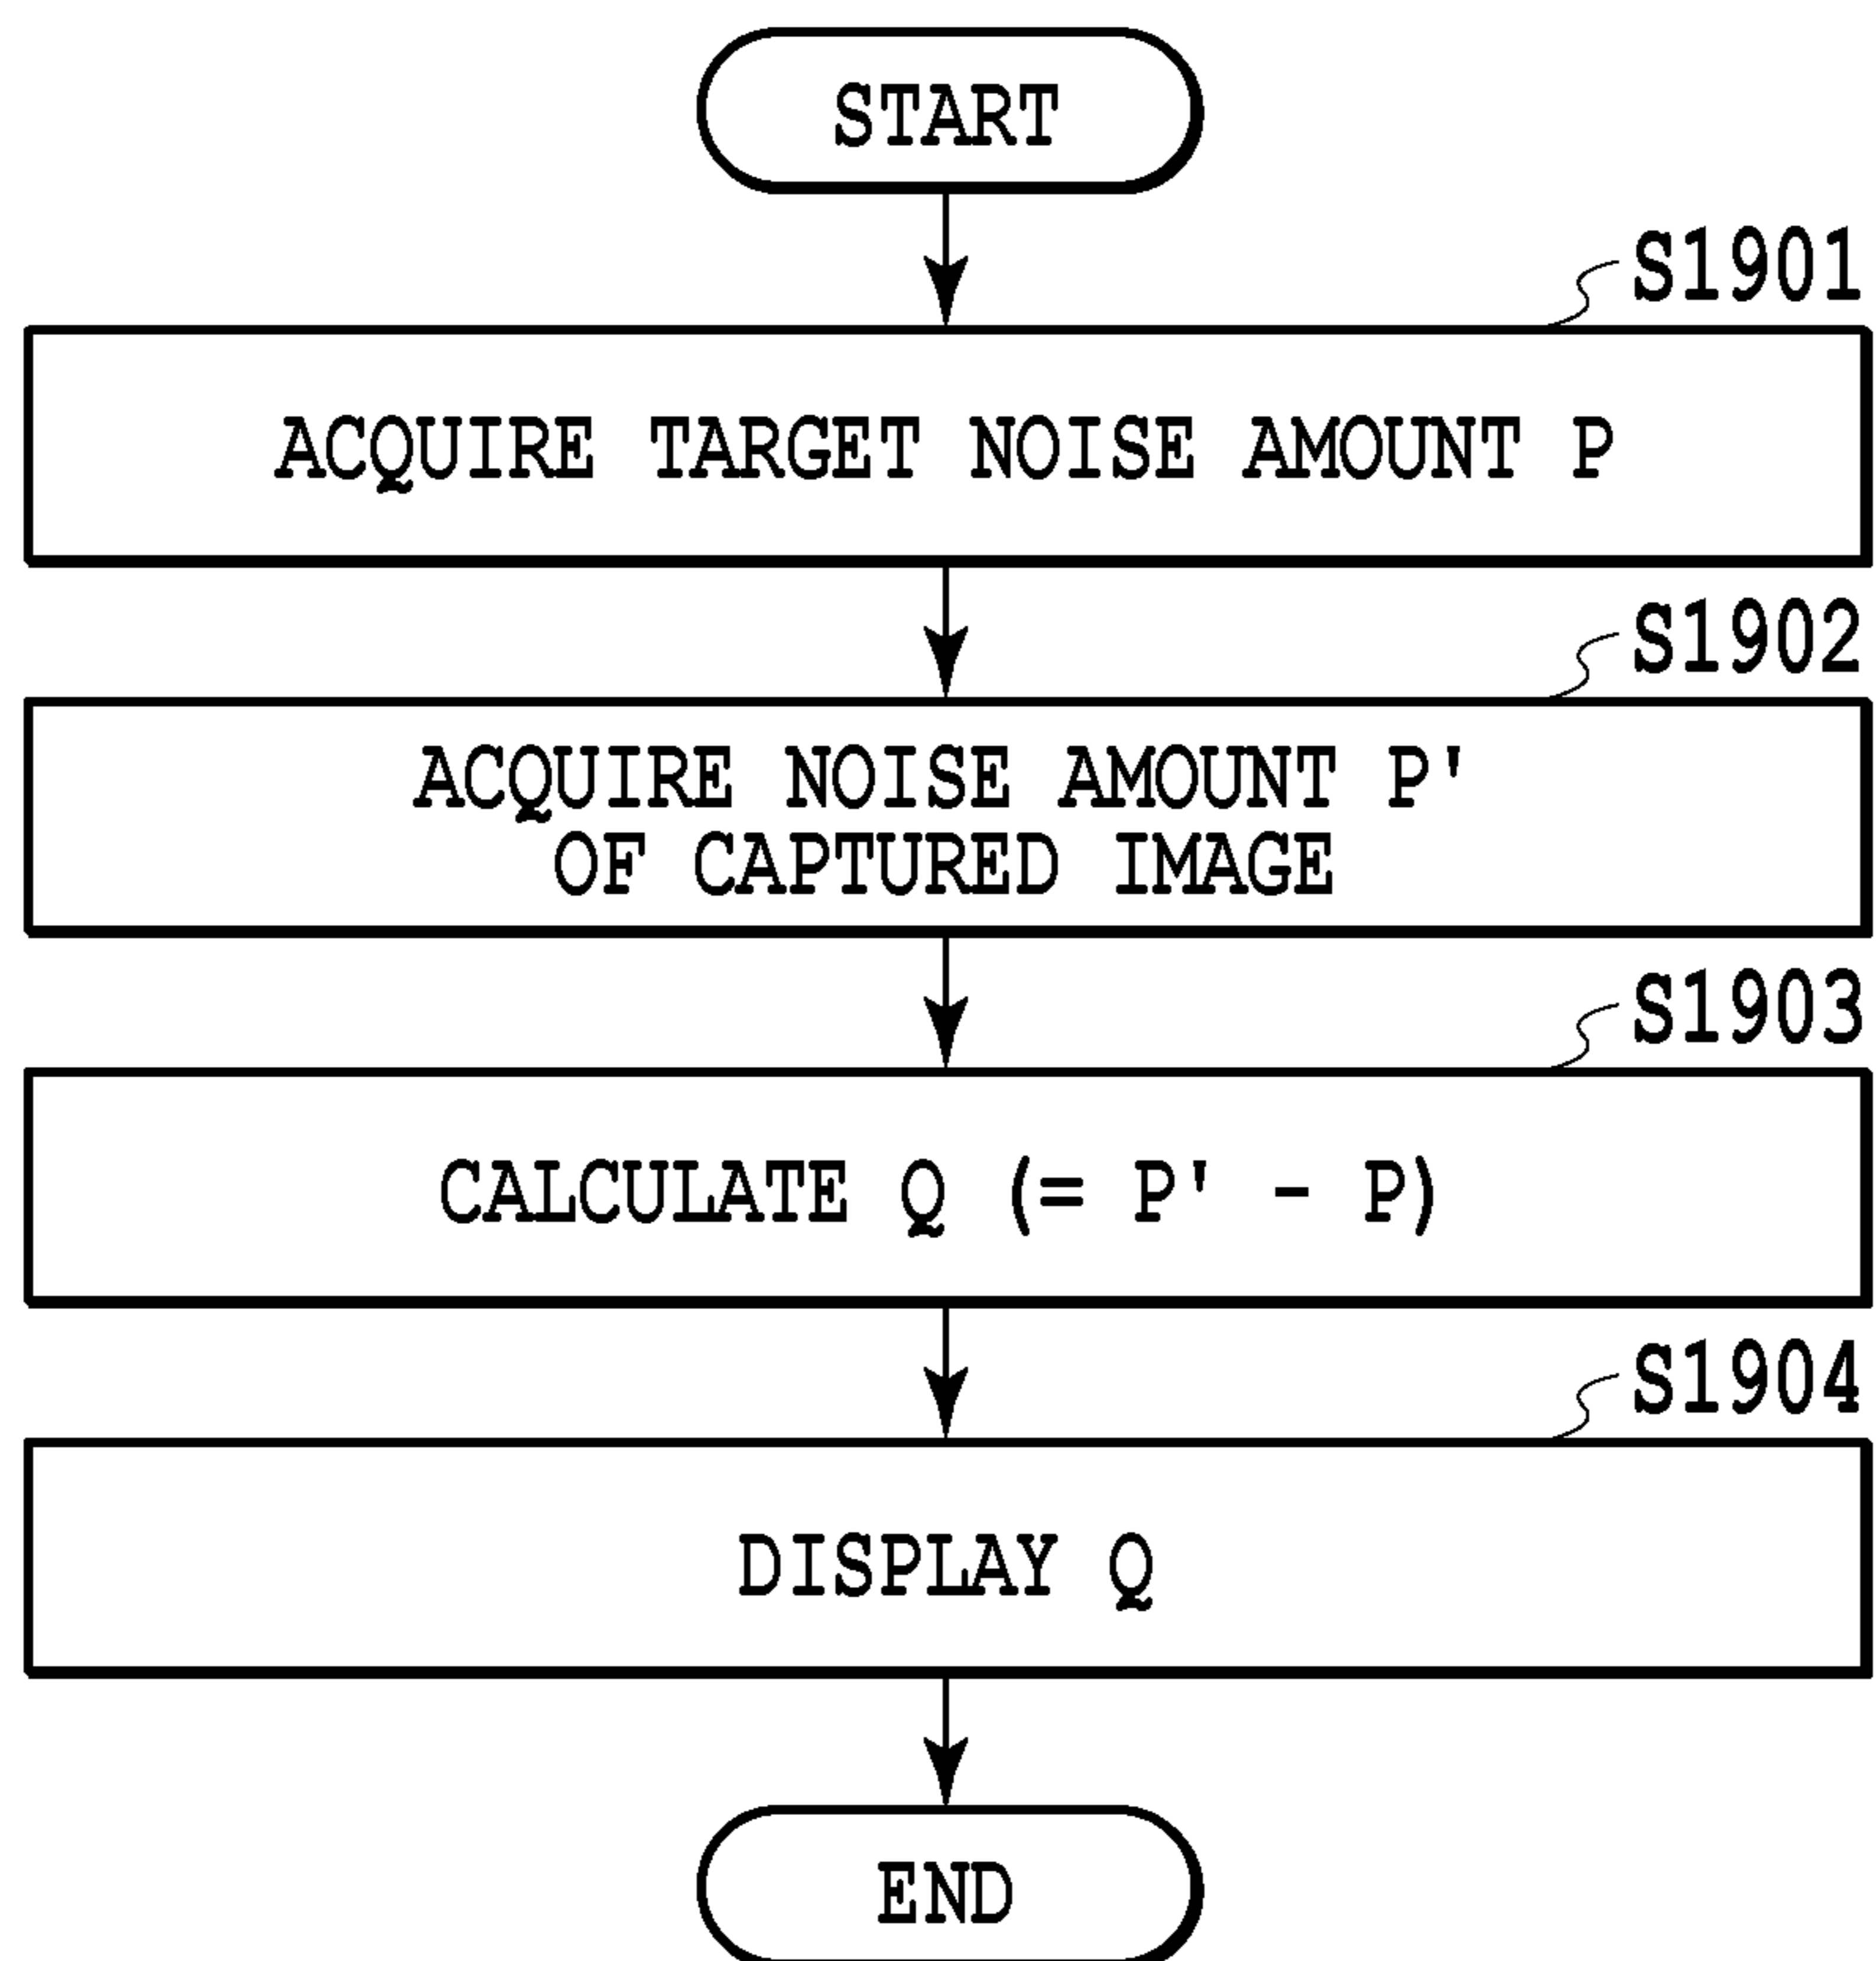 START
S1901
ACQUIRE TARGET NOISE AMOUNT P
S1902
ACQUIRE NOISE AMOUNT P'
OF CAPTURED IMAGE
S1903
CALCULATE Q (= P' - P)
S1904
DISPLAY Q
END